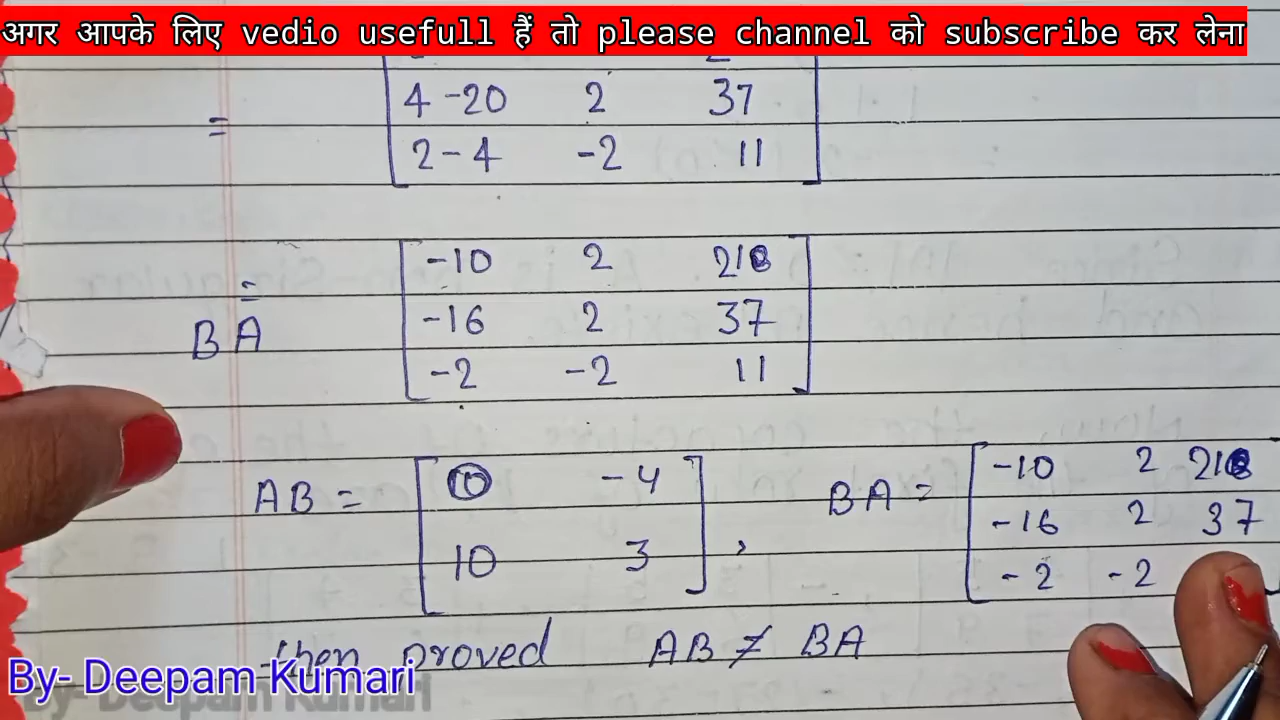 अगर आपके लिए vedio usefull हैं तो please channel को subscribe कर लेना
4 -20 2 37
=
2 - 4 -2 11
-10 2 218
=
-16 2 37
BA
-2 -2 11
AB = -4
10 3 ,
BA = -10 2 218
-16 2 37
-2 -2
then proved AB ≠ BA
By- Deepam Kumari